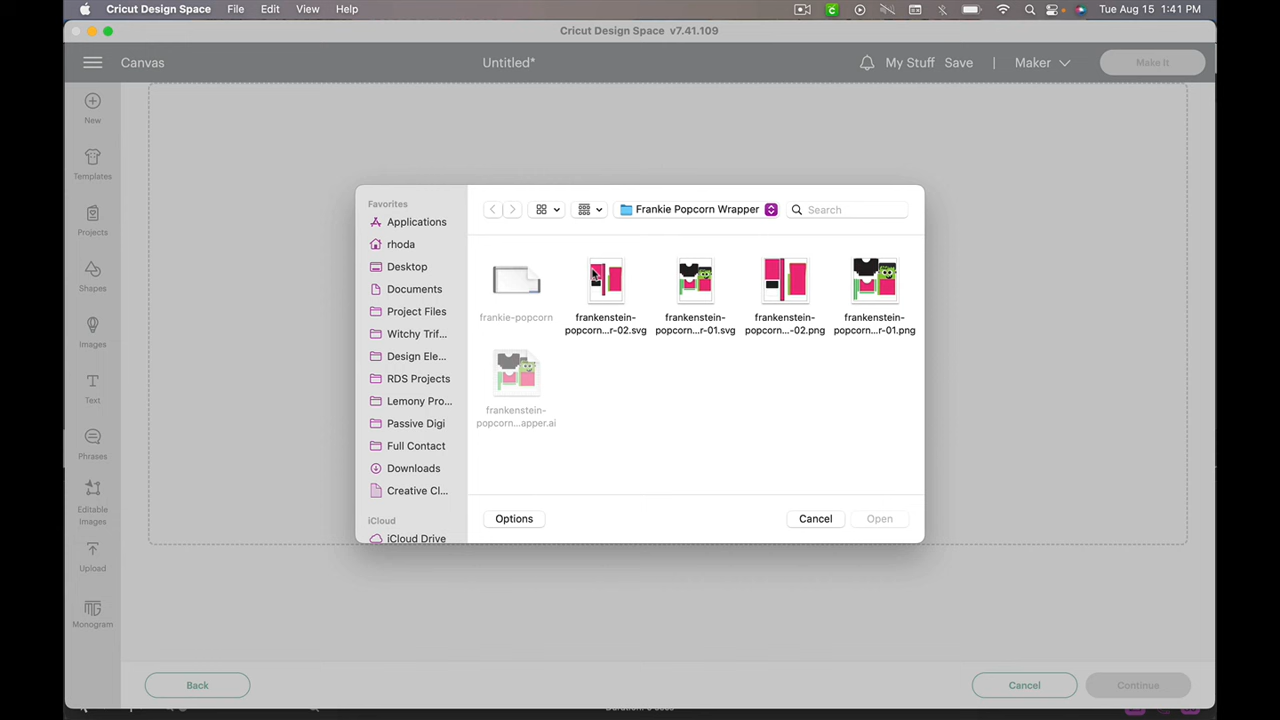 Cricut Design Space File Edit View Help Tue Aug 15 1:41 PM
Cricut Design Space v7.41.109
Canvas Untitled* My Stuff Save | Maker Make It
New
Templates
Projects
Shapes
Images
Text
Phrases
Editable
Images
Upload
Monogram
Favorites
Applications
rhoda
Desktop
Documents
Project Files
Witchy Trif...
Design Ele...
RDS Projects
Lemony Pro...
Passive Digi
Full Contact
Downloads
Creative Cl...
iCloud
iCloud Drive
Frankie Popcorn Wrapper Search
frankie-popcorn
frankenstein-
popcorn...r-02.svg
frankenstein-
popcorn...r-01.svg
frankenstein-
popcorn...-02.png
frankenstein-
popcorn...r-01.png
frankenstein-
popcorn...apper.ai
Options Cancel Open
Back Cancel Continue